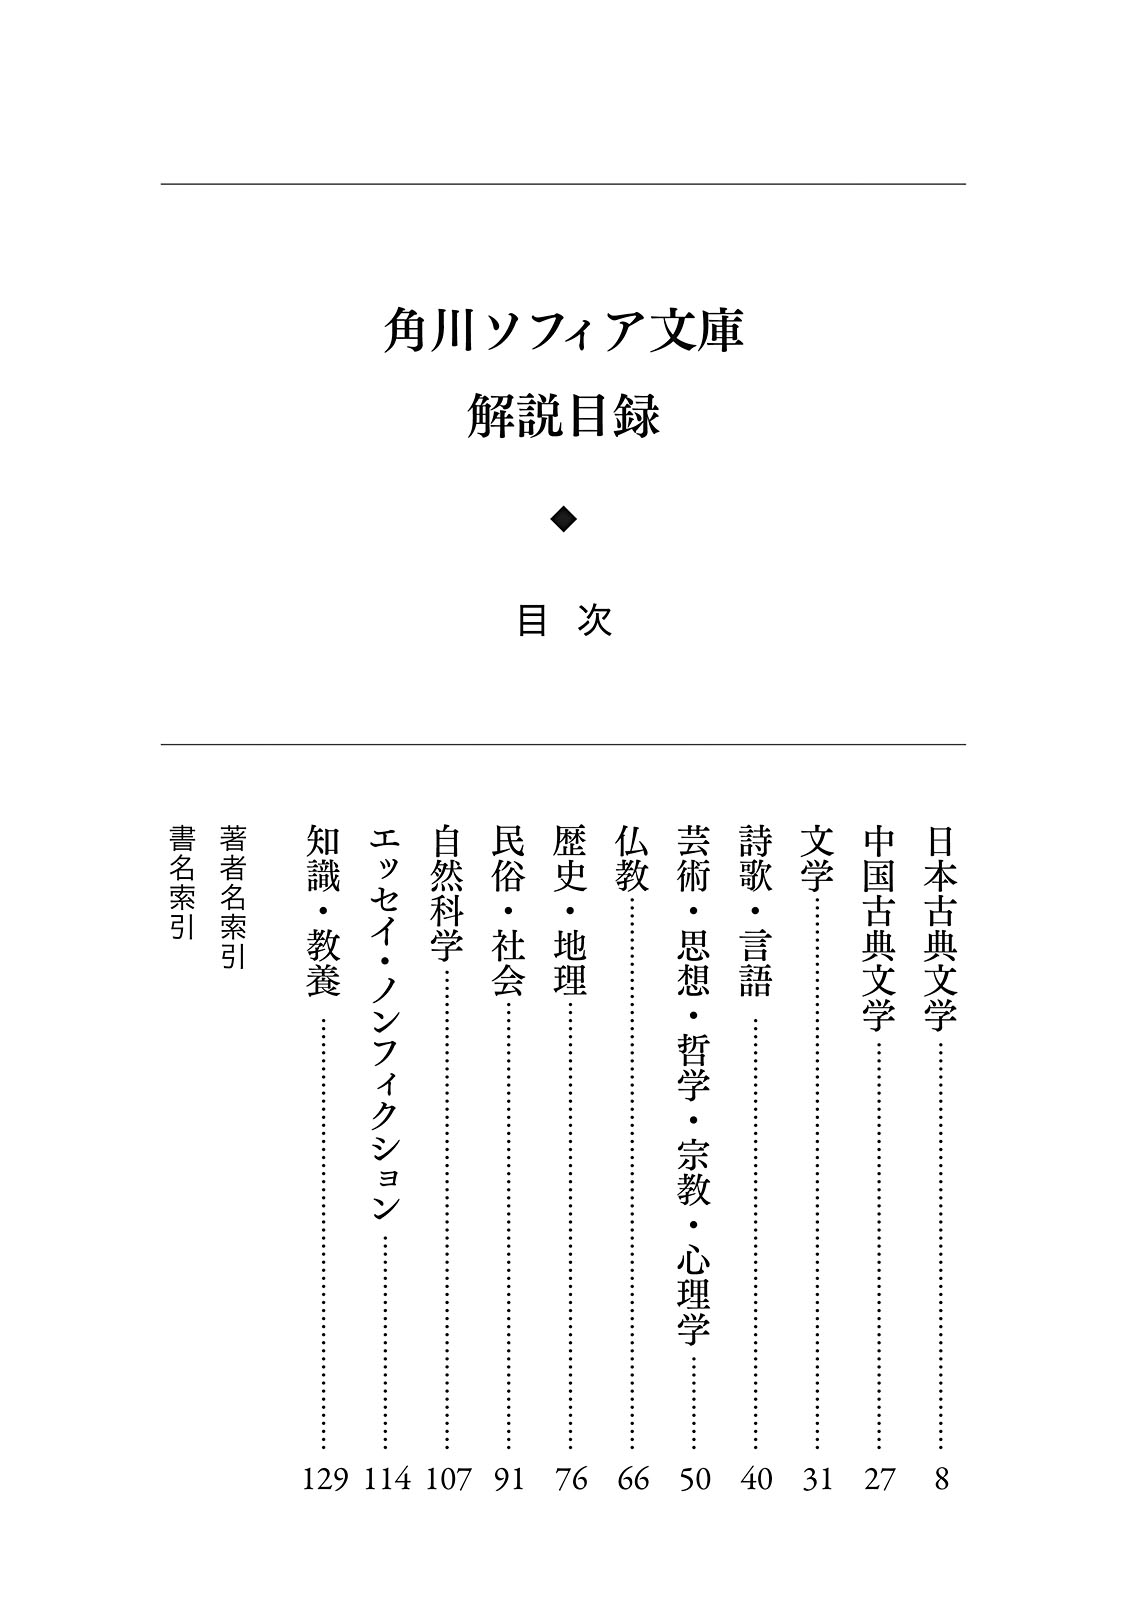 角川ソフィア文庫
解説目録
◆
目 次
日本古典文学……8
中国古典文学……27
文学……31
詩歌・言語……40
芸術・思想・哲学・宗教・心理学……50
仏教……66
歴史・地理……76
民俗・社会……91
自然科学……107
エッセイ・ノンフィクション……114
知識・教養……129
著者名索引
書名索引